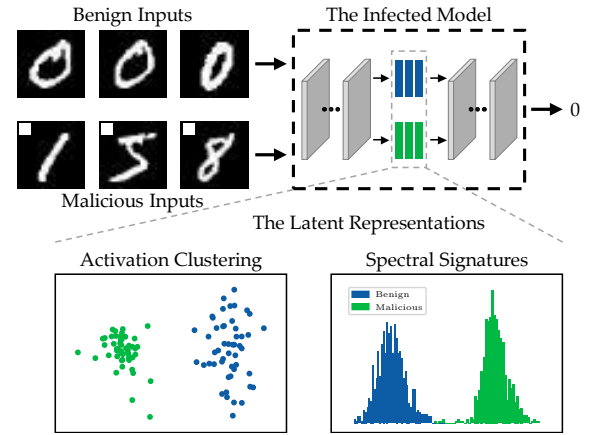 Benign Inputs
The Infected Model
0
Malicious Inputs
The Latent Representations
Activation Clustering
Spectral Signatures
Benign
Malicious